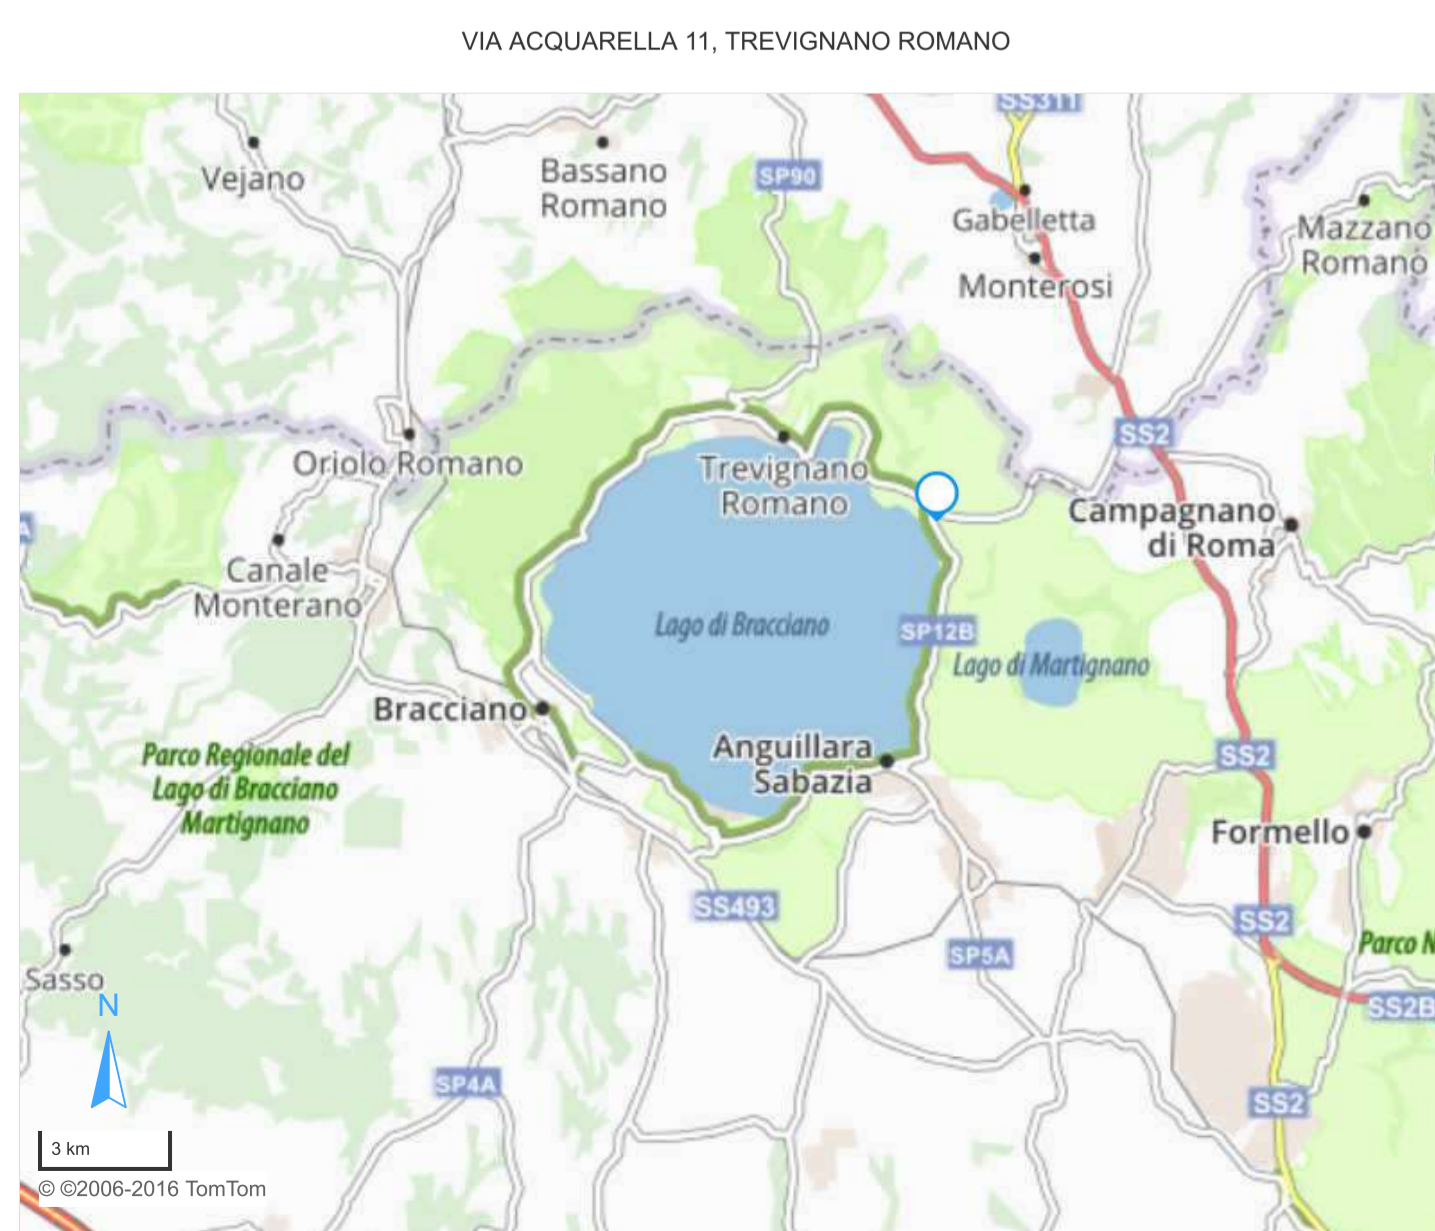 VIA ACQUARELLA 11, TREVIGNANO ROMANO
SS311
Vejano
Bassano
Romano
SP90
Gabelletta
Mazzano
Romano
Monterosi
SS2
Oriolo Romano
Trevignano
Romano
Campagnano
di Roma
A
Canale
Monterano
Lago di Bracciano
SP12B
Lago di Martignano
Bracciano
Anguillara
Sabazia
SS2
Parco Regionale del
Lago di Bracciano
Martignano
Formello
SS493
SS2
SP5A
Parco N
Sasso
N
SS2B
SP4A
SS2
3 km
© ©2006-2016 TomTom